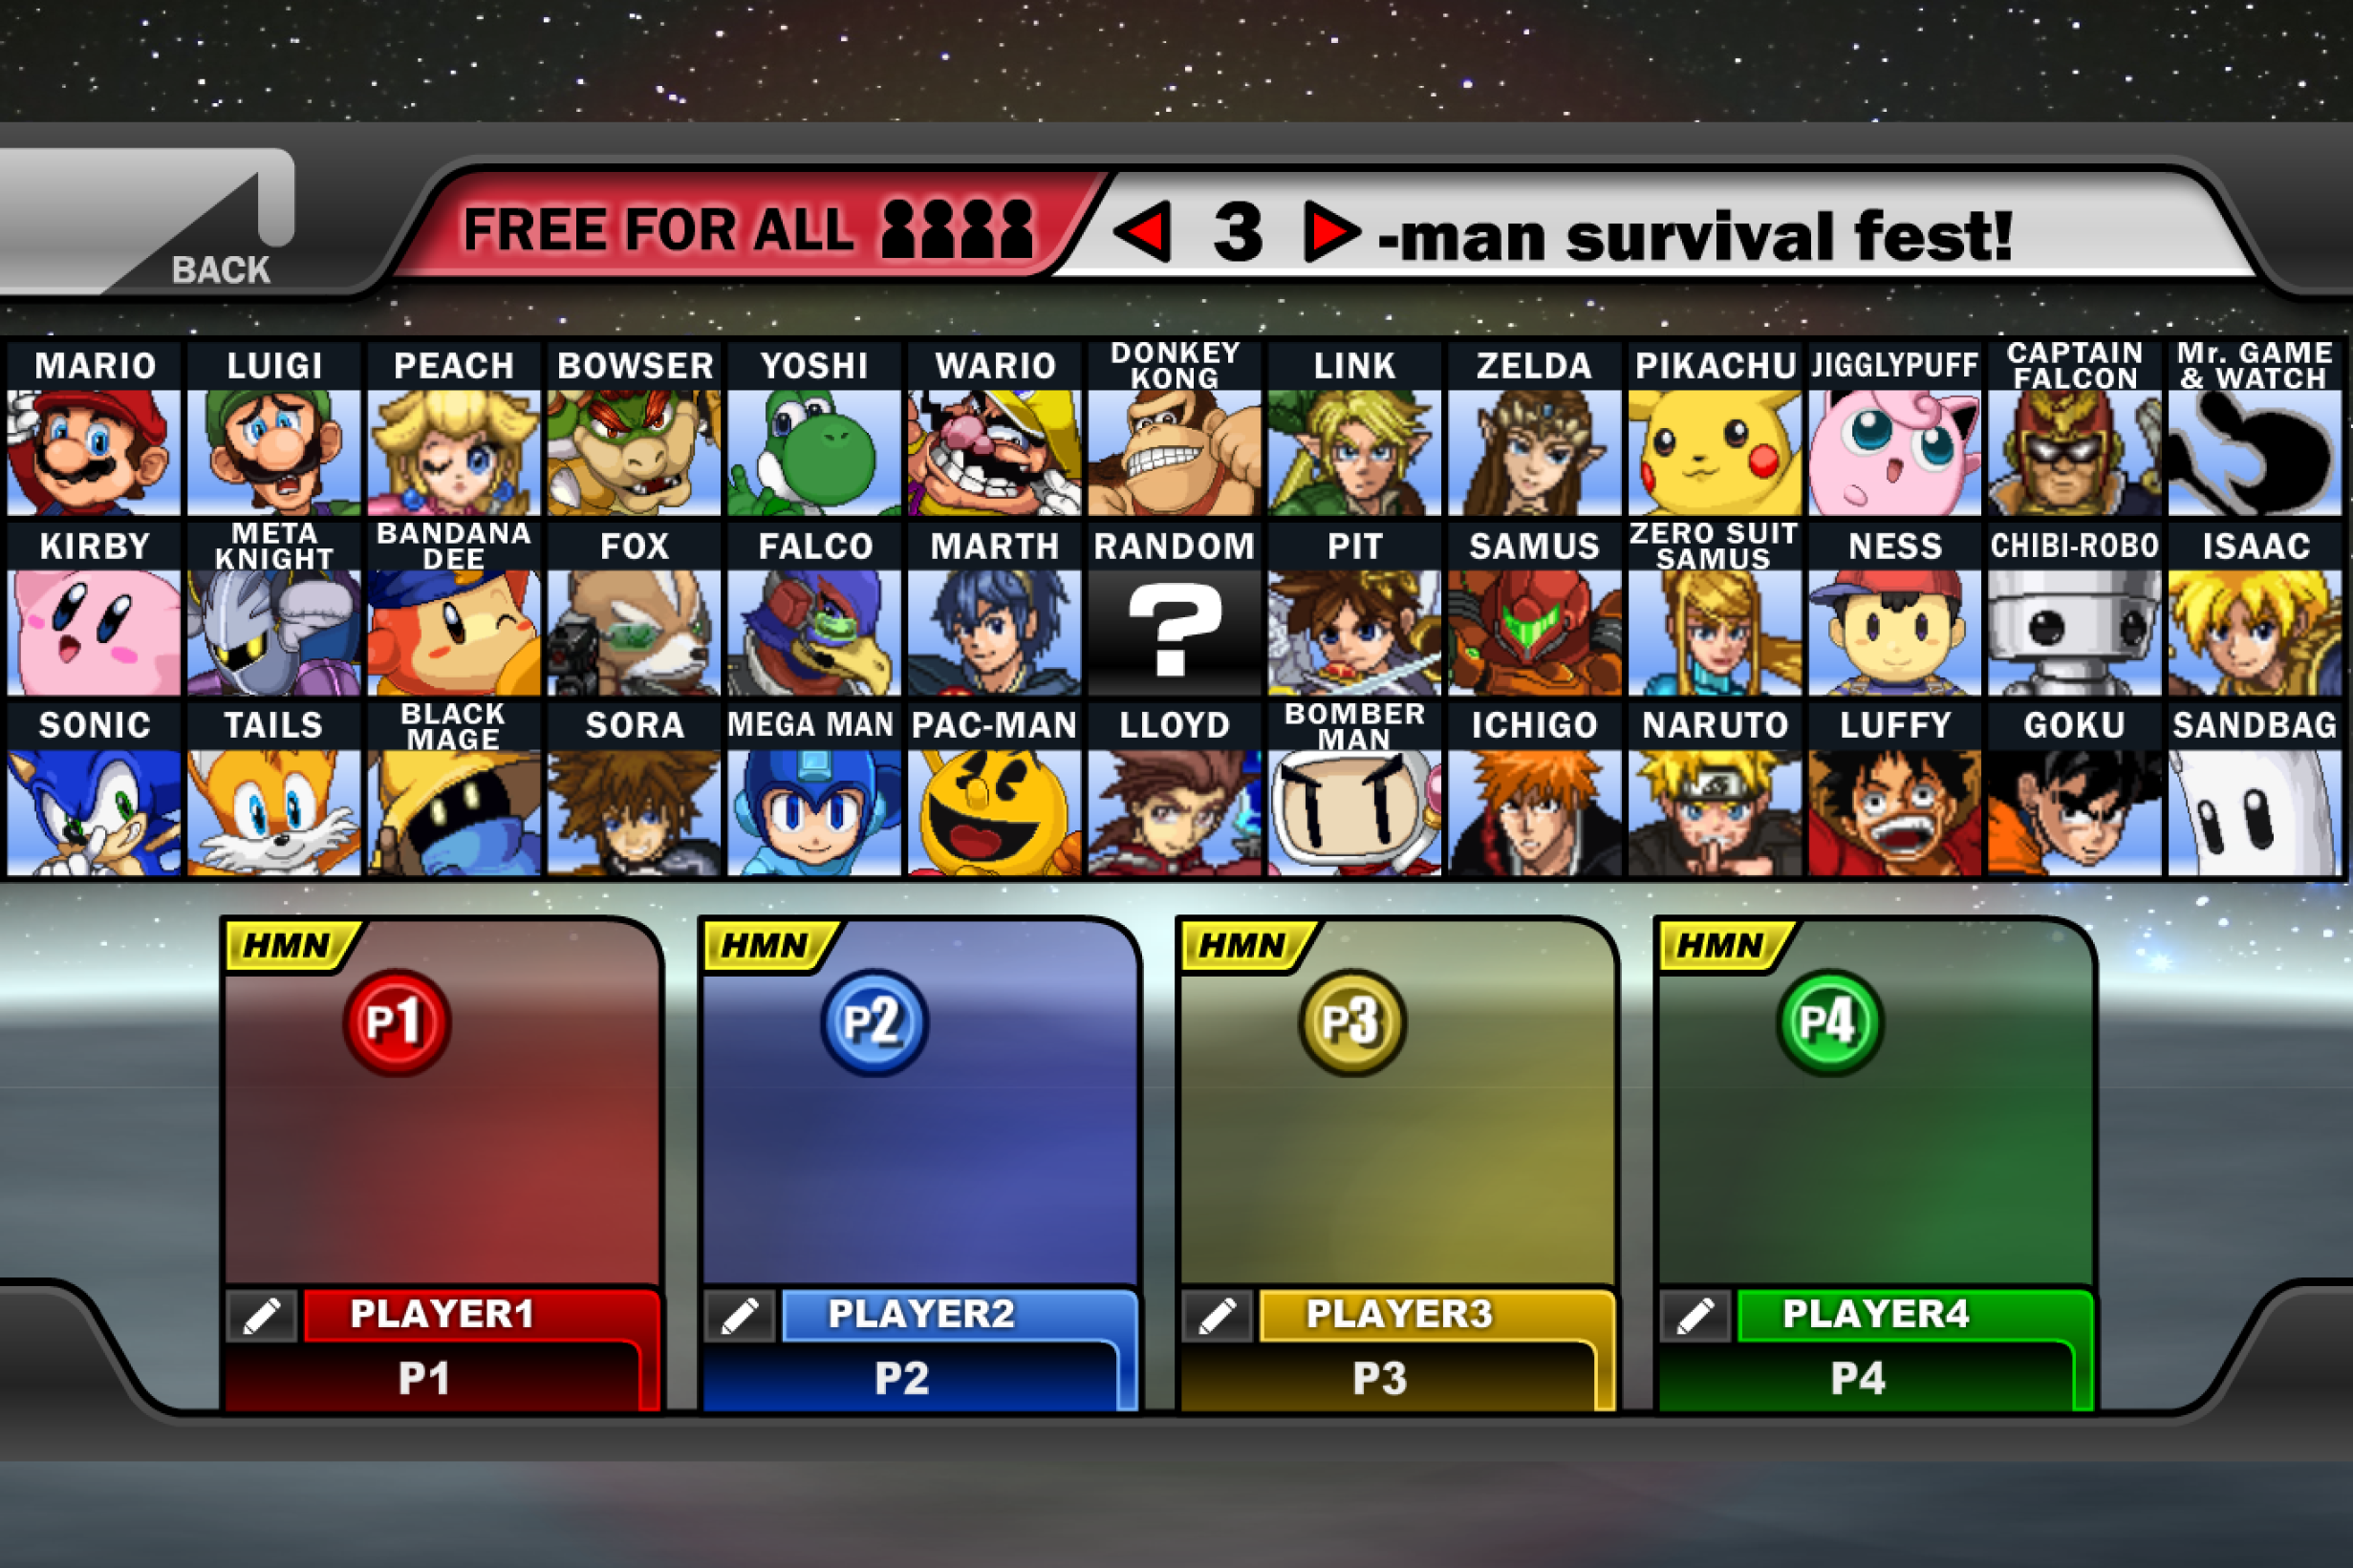 BACK
FREE FOR ALL
3 -man survival fest!
MARIO LUIGI PEACH BOWSER YOSHI WARIO DONKEY KONG LINK ZELDA PIKACHU JIGGLYPUFF CAPTAIN FALCON Mr. GAME & WATCH
KIRBY META KNIGHT BANDANA DEE FOX FALCO MARTH RANDOM PIT SAMUS ZERO SUIT SAMUS NESS CHIBI-ROBO ISAAC
?
SONIC TAILS BLACK MAGE SORA MEGA MAN PAC-MAN LLOYD BOMBER MAN ICHIGO NARUTO LUFFY GOKU SANDBAG
HMN HMN HMN HMN
P1 P2 P3 P4
PLAYER1 PLAYER2 PLAYER3 PLAYER4
P1 P2 P3 P4